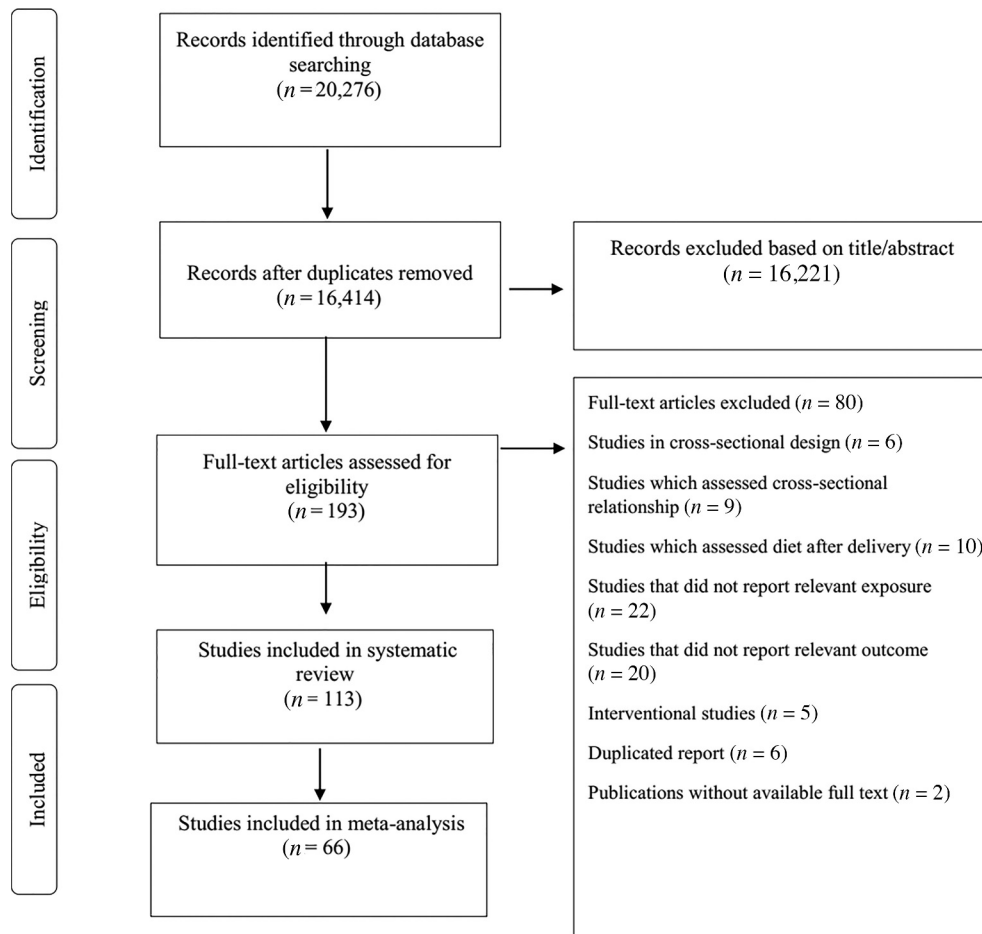 Identification
Records identified through database
searching
(n = 20,276)
Screening
Records after duplicates removed
(n = 16,414)
Records excluded based on title/abstract
(n = 16,221)
Eligibility
Full-text articles assessed for
eligibility
(n = 193)
Full-text articles excluded (n = 80)
Studies in cross-sectional design (n = 6)
Studies which assessed cross-sectional
relationship (n = 9)
Studies which assessed diet after delivery (n = 10)
Studies that did not report relevant exposure
(n = 22)
Studies that did not report relevant outcome
(n = 20)
Interventional studies (n = 5)
Duplicated report (n = 6)
Publications without available full text (n = 2)
Studies included in systematic
review
(n = 113)
Included
Studies included in meta-analysis
(n = 66)